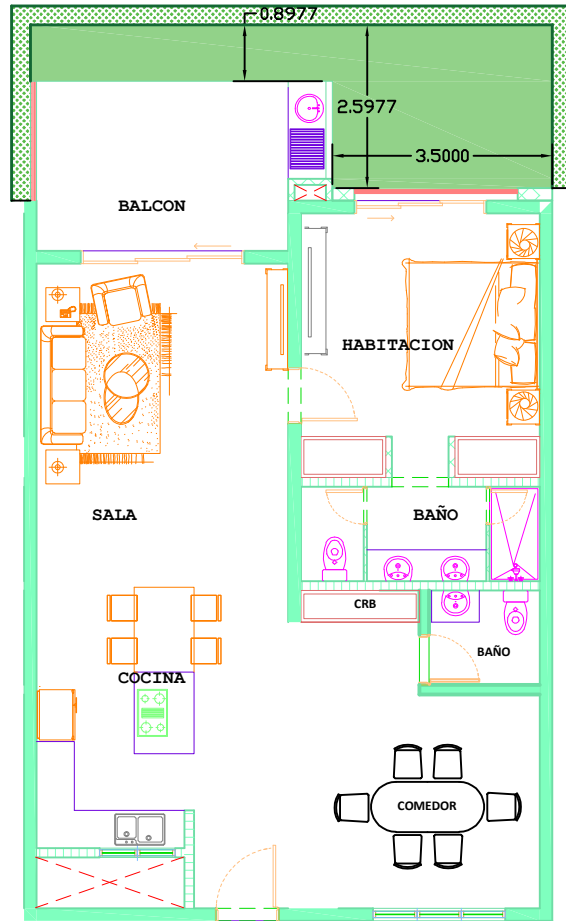 0.8977
2.5977
3.5000
BALCON
HABITACION
SALA
BAÑO
CRB
BAÑO
COCINA
COMEDOR